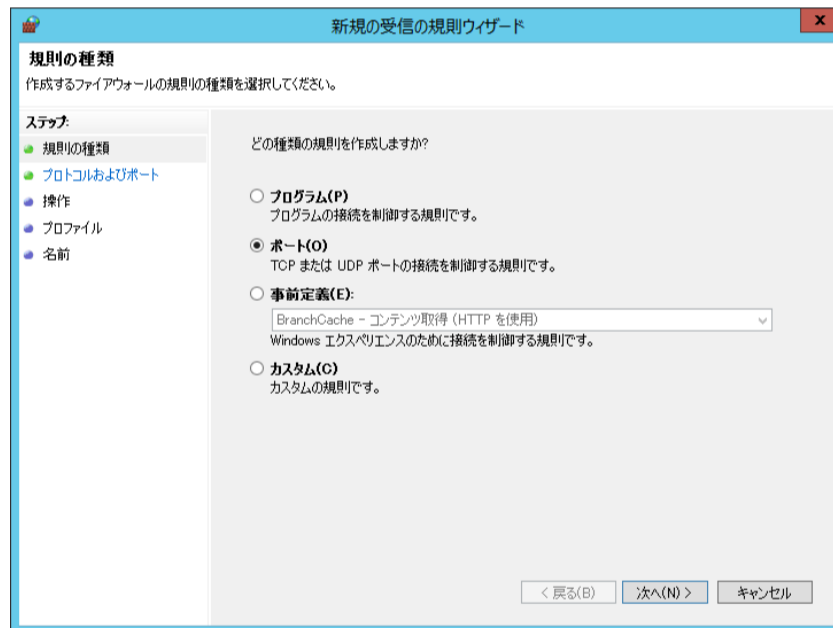 新規の受信の規則ウィザード
x
規則の種類
作成するファイアウォールの規則の種類を選択してください。
ステップ:
規則の種類
プロトコルおよびポート
操作
プロファイル
名前
どの種類の規則を作成しますか?
プログラム(P)
プログラムの接続を制御する規則です。
ポート(O)
TCP または UDP ポートの接続を制御する規則です。
事前定義(E):
BranchCache - コンテンツ取得 (HTTP を使用)
Windows エクスペリエンスのために接続を制御する規則です。
カスタム(C)
カスタムの規則です。
< 戻る(B) 次へ(N) > キャンセル